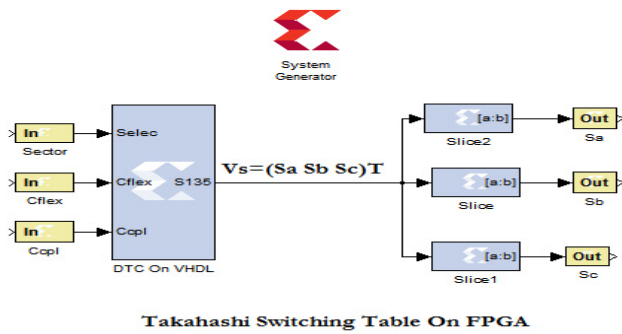 System
Generator
In
Sector
In
Cflex
In
Ccpl
Selec
Cflex
Ccpl
S135
DTC On VHDL
Vs=(Sa Sb Sc)T
[a:b]
Slice2
[a:b]
Slice
[a:b]
Slice1
Out
Sa
Out
Sb
Out
Sc
Takahashi Switching Table On FPGA